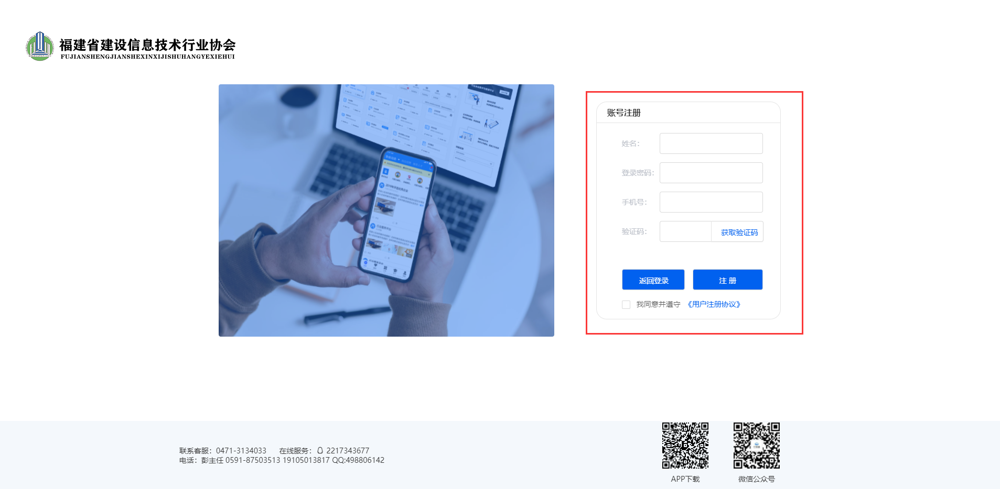 福建省建设信息技术行业协会
FUJIANSHENGJIANSHEXINXIJISHUHANGYEXIEHUI
账号注册
姓名：
登录密码：
手机号：
验证码：
获取验证码
返回登录
注 册
我同意并遵守 《用户注册协议》
联系客服：0471-3134033 在线服务： 2217343677
电话：彭主任 0591-87503513 19105013817 QQ:498806142
APP下载
微信公众号